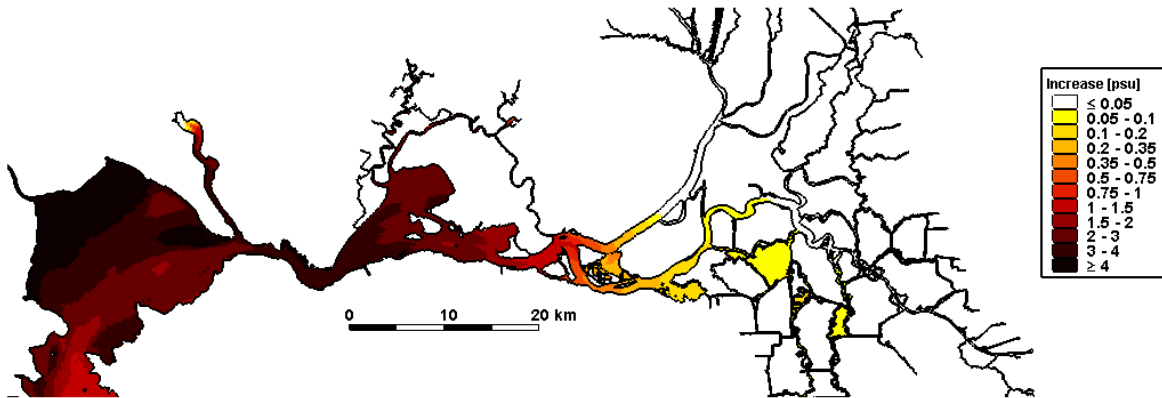 Increase [psu]
≤ 0.05
0.05 - 0.1
0.1 - 0.2
0.2 - 0.35
0.35 - 0.5
0.5 - 0.75
0.75 - 1
1 - 1.5
1.5 - 2
2 - 3
3 - 4
≥ 4
0 10 20 km